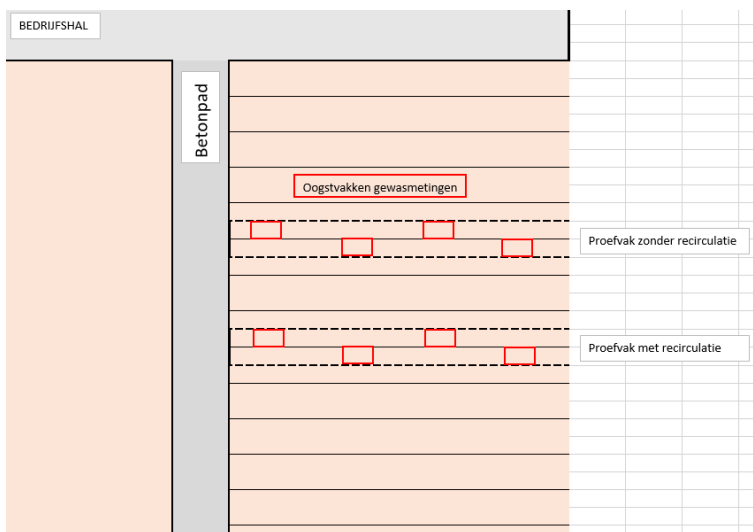 BEDRIJFSHAL
Betonpad
Oogstvakken gewasmetingen
Proefvak zonder recirculatie
Proefvak met recirculatie